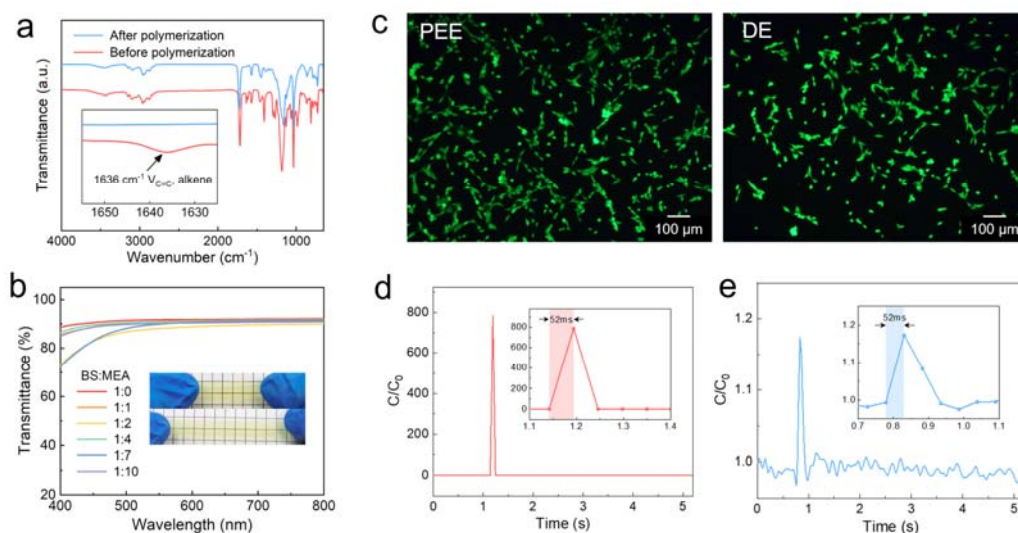 a
After polymerization
Before polymerization
Transmittance (a.u.)
1636 cm⁻¹ V_C=C, alkene
1650 1640 1630
4000 3000 2000 1000
Wavenumber (cm⁻¹)
b
100
80
60
40
20
Transmittance (%)
BS:MEA
1:0
1:1
1:2
1:4
1:7
1:10
400 500 600 700 800
Wavelength (nm)
c
PEE
100 µm
DE
100 µm
d
800
600
400
200
0
C/C₀
52ms
800
600
400
200
0
1.1 1.2 1.3 1.4
0 1 2 3 4 5
Time (s)
e
1.2
1.1
1.0
C/C₀
52ms
1.2
1.1
1.0
0.7 0.8 0.9 1.0 1.1
0 1 2 3 4 5
Time (s)